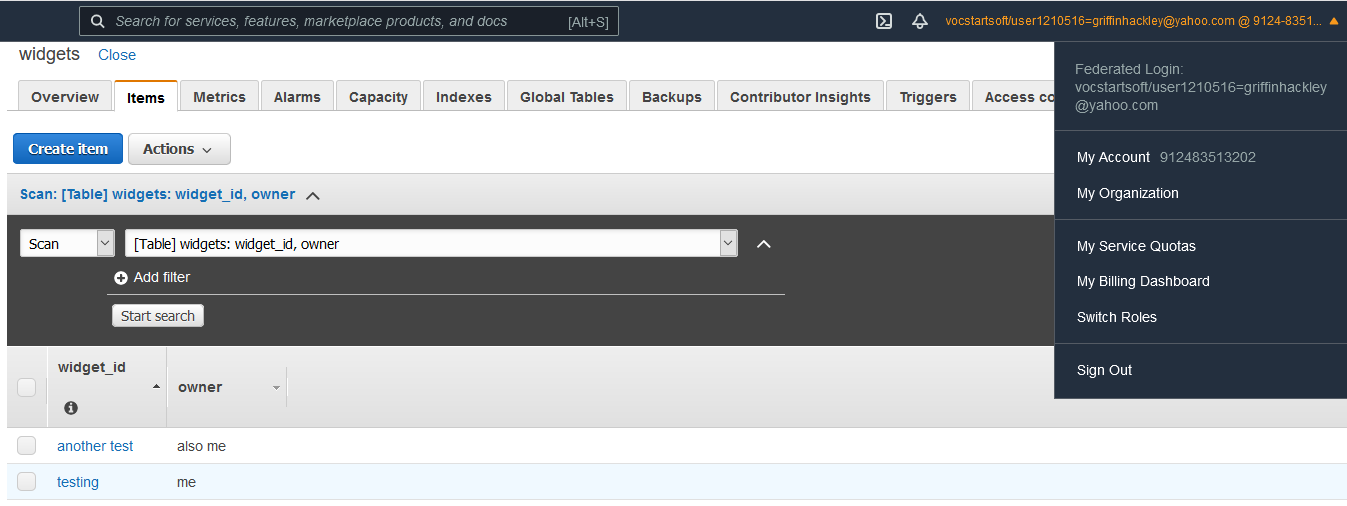 Search for services, features, marketplace products, and docs [Alt+S] vocstartsoft/user1210516=griffinhackley@yahoo.com @ 9124-8351...
widgets Close
Federated Login:
vocstartsoft/user1210516=griffinhackley
@yahoo.com
Overview Items Metrics Alarms Capacity Indexes Global Tables Backups Contributor Insights Triggers Access co
Create item Actions
My Account 912483513202
My Organization
Scan: [Table] widgets: widget_id, owner
Scan [Table] widgets: widget_id, owner
My Service Quotas
Add filter
My Billing Dashboard
Start search
Switch Roles
widget_id
owner
Sign Out
another test also me
testing me